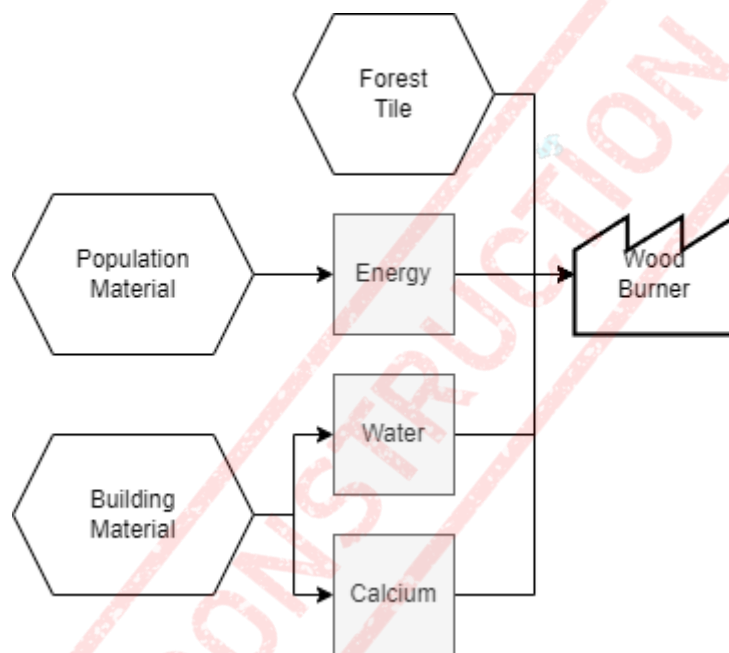 Forest
Tile
Population
Material
Energy
Wood
Burner
Water
Building
Material
Calcium
CONSTRUCTION